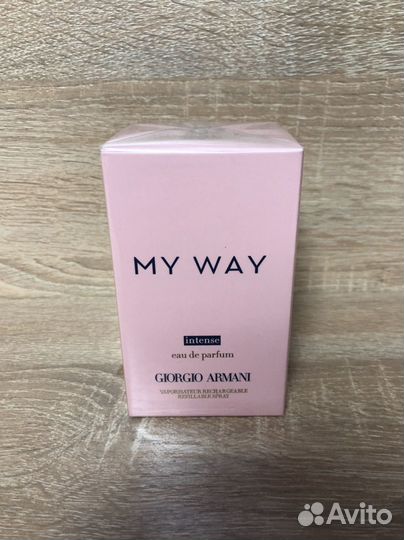 MY WAY
intense
eau de parfum
GIORGIO ARMANI
VAPORISATEUR RECHARGEABLE
REFILLABLE SPRAY
Avito